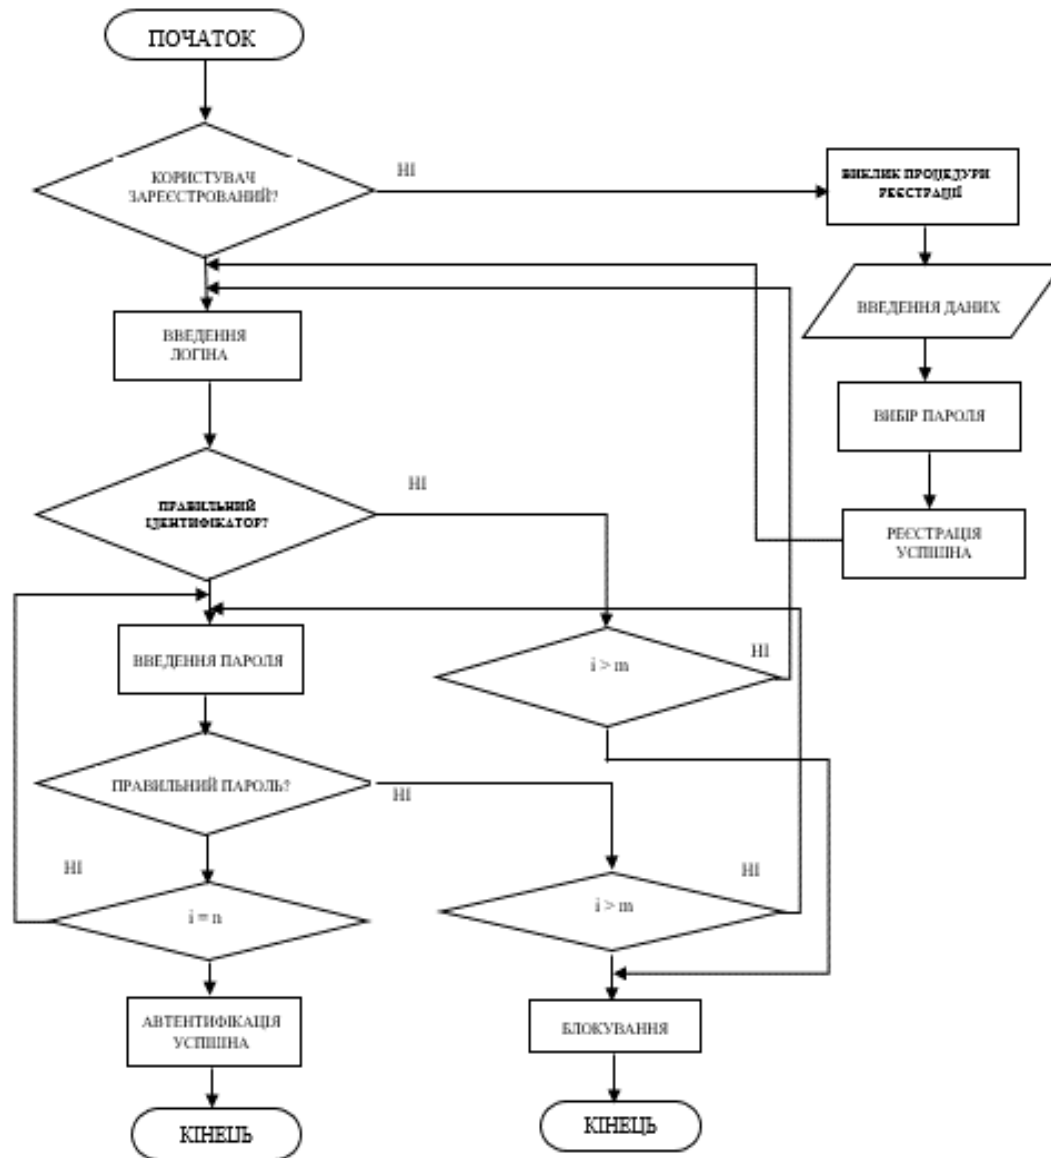 ПОЧАТОК
КОРИСТУВАЧ
ЗАРЕЄСТРОВАНИЙ?
НІ
ВИКЛИК ПРОЦЕДУРИ
РЕЄСТРАЦІЇ
ВВЕДЕННЯ ДАНИХ
ВИБІР ПАРОЛЯ
РЕЄСТРАЦІЯ
УСПІШНА
ВВЕДЕННЯ
ЛОГІНА
ПРАВИЛЬНИЙ
ІДЕНТИФІКАТОР?
НІ
i > m
НІ
ВВЕДЕННЯ ПАРОЛЯ
ПРАВИЛЬНИЙ ПАРОЛЬ?
НІ
i = n
НІ
i > m
НІ
АВТЕНТИФІКАЦІЯ
УСПІШНА
БЛОКУВАННЯ
КІНЕЦЬ
КІНЕЦЬ